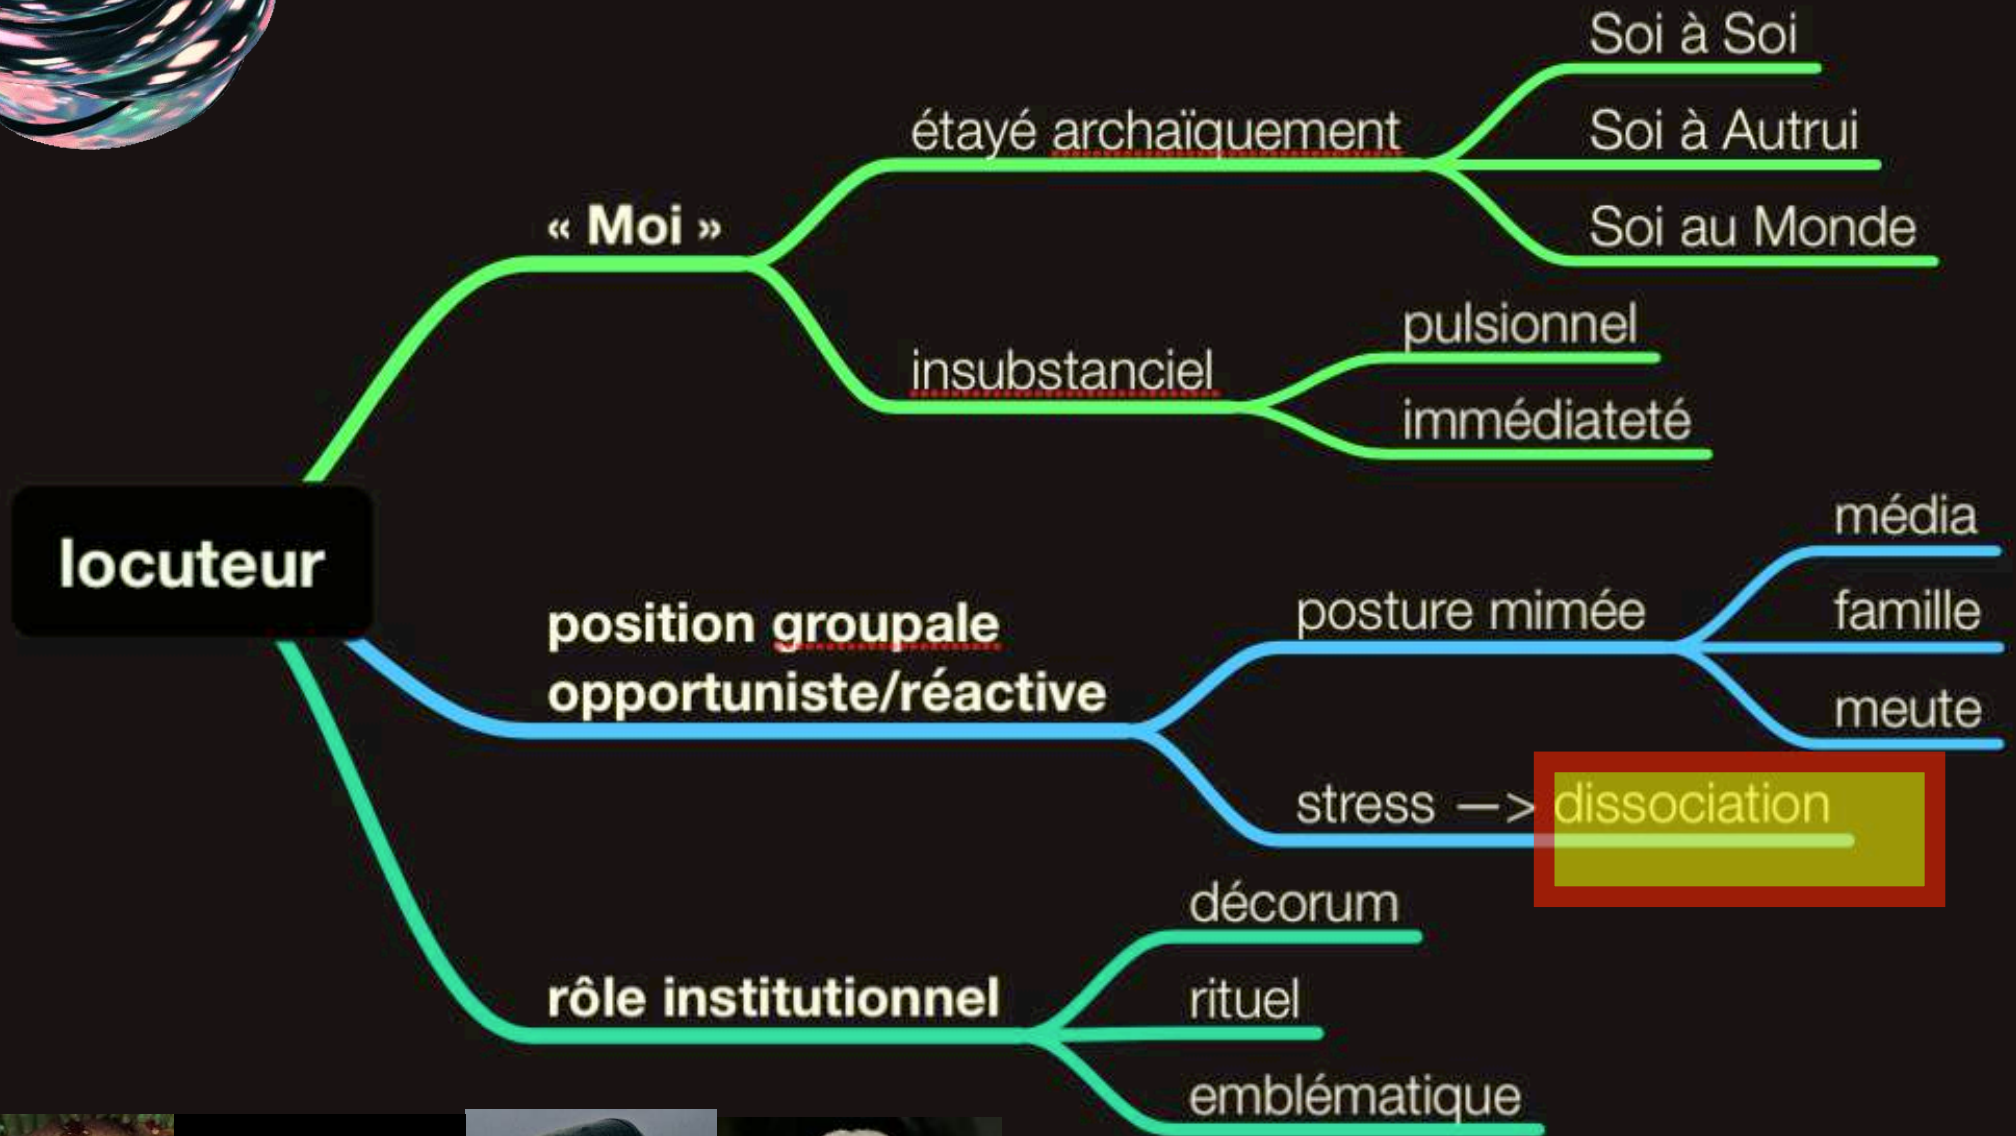 Soi à Soi
étayé archaïquement
Soi à Autrui
« Moi »
Soi au Monde
pulsionnel
insubstanciel
immédiateté
locuteur
média
position groupale
opportuniste/réactive
posture mimée
famille
meute
stress —> dissociation
décorum
rôle institutionnel
rituel
emblématique